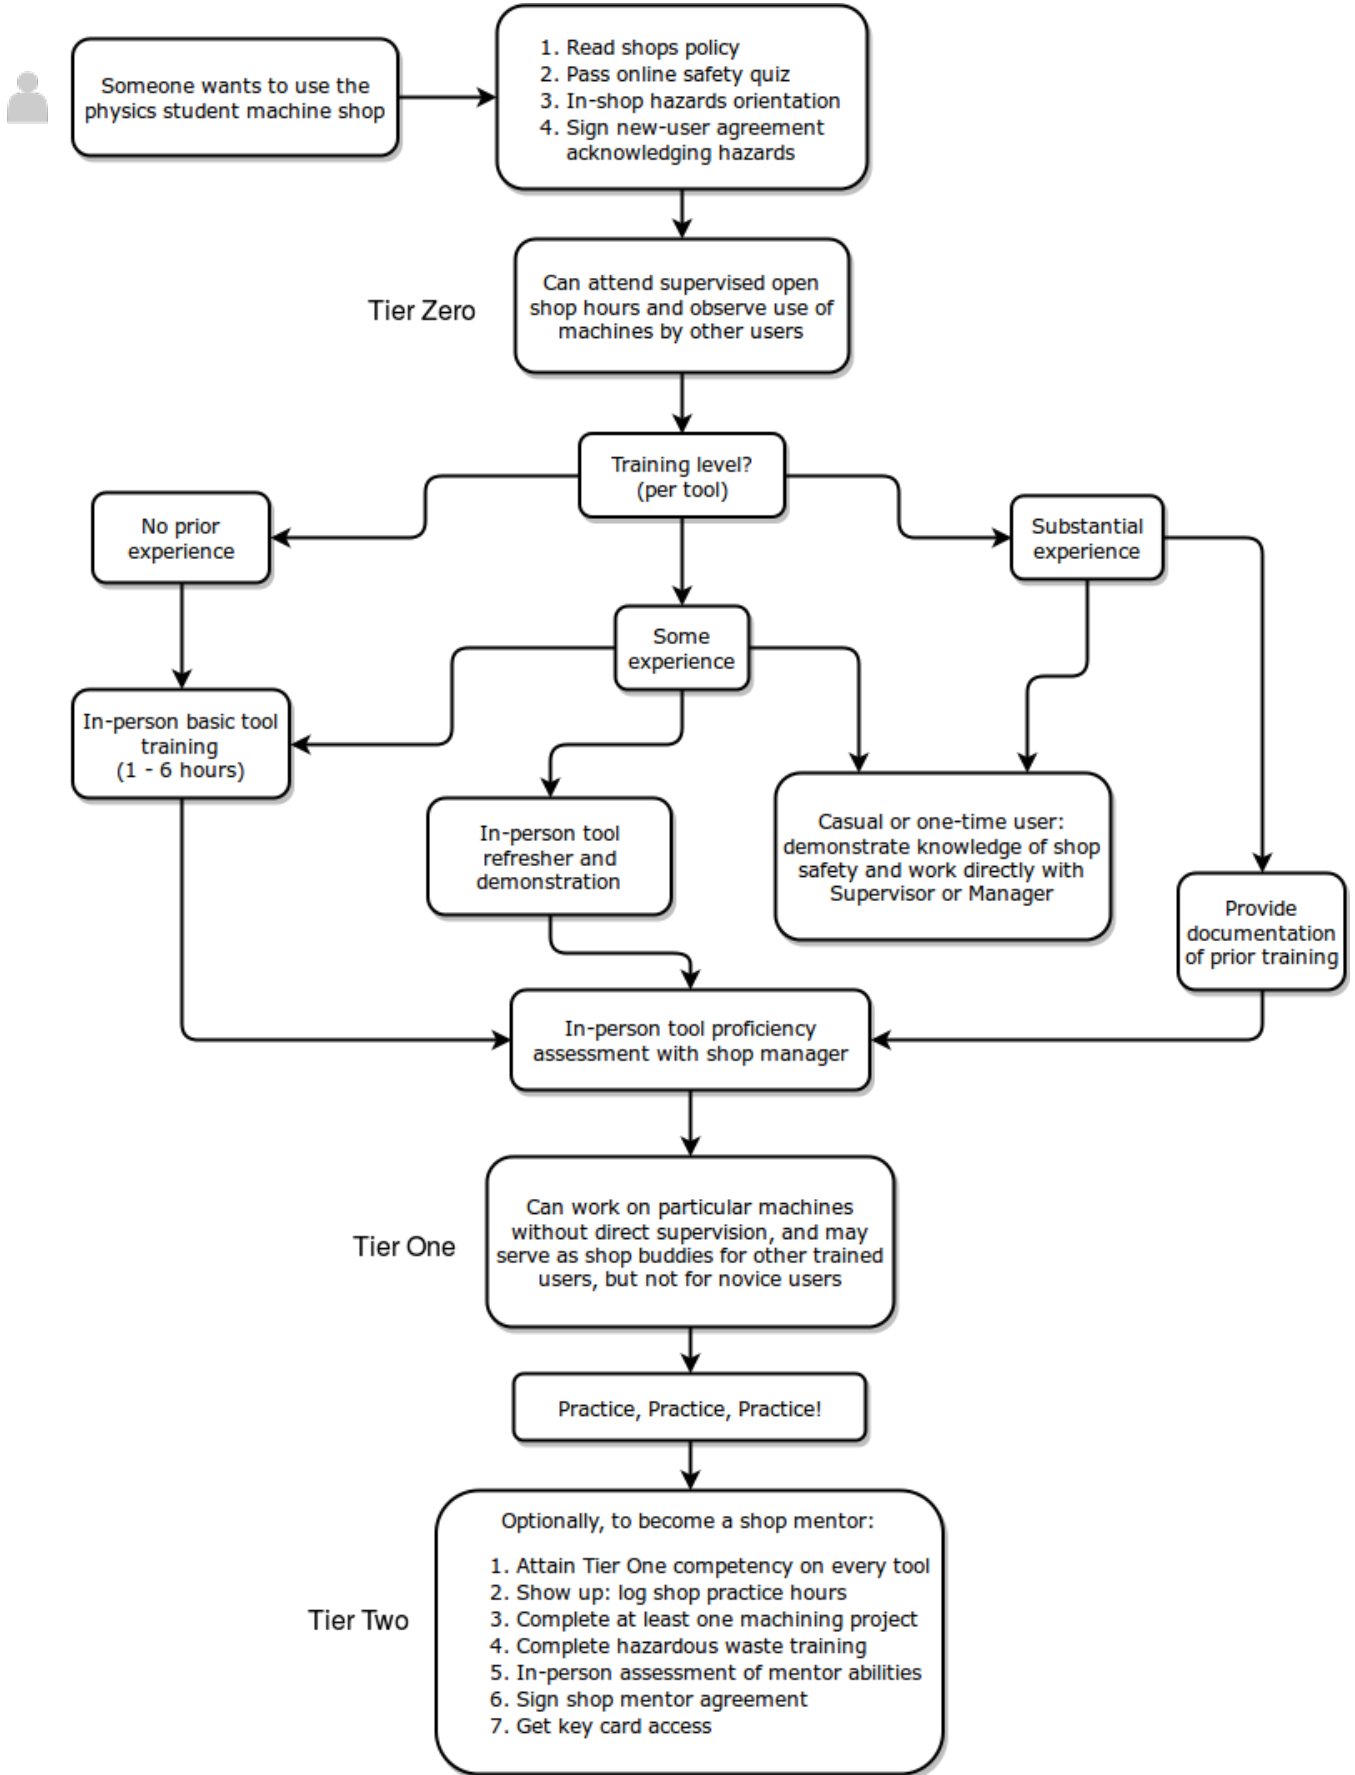 Someone wants to use the
physics student machine shop
1. Read shops policy
2. Pass online safety quiz
3. In-shop hazards orientation
4. Sign new-user agreement
acknowledging hazards
Tier Zero
Can attend supervised open
shop hours and observe use of
machines by other users
Training level?
(per tool)
No prior
experience
Substantial
experience
Some
experience
In-person basic tool
training
(1 - 6 hours)
In-person tool
refresher and
demonstration
Casual or one-time user:
demonstrate knowledge of shop
safety and work directly with
Supervisor or Manager
Provide
documentation
of prior training
In-person tool proficiency
assessment with shop manager
Tier One
Can work on particular machines
without direct supervision, and may
serve as shop buddies for other trained
users, but not for novice users
Practice, Practice, Practice!
Tier Two
Optionally, to become a shop mentor:
1. Attain Tier One competency on every tool
2. Show up: log shop practice hours
3. Complete at least one machining project
4. Complete hazardous waste training
5. In-person assessment of mentor abilities
6. Sign shop mentor agreement
7. Get key card access